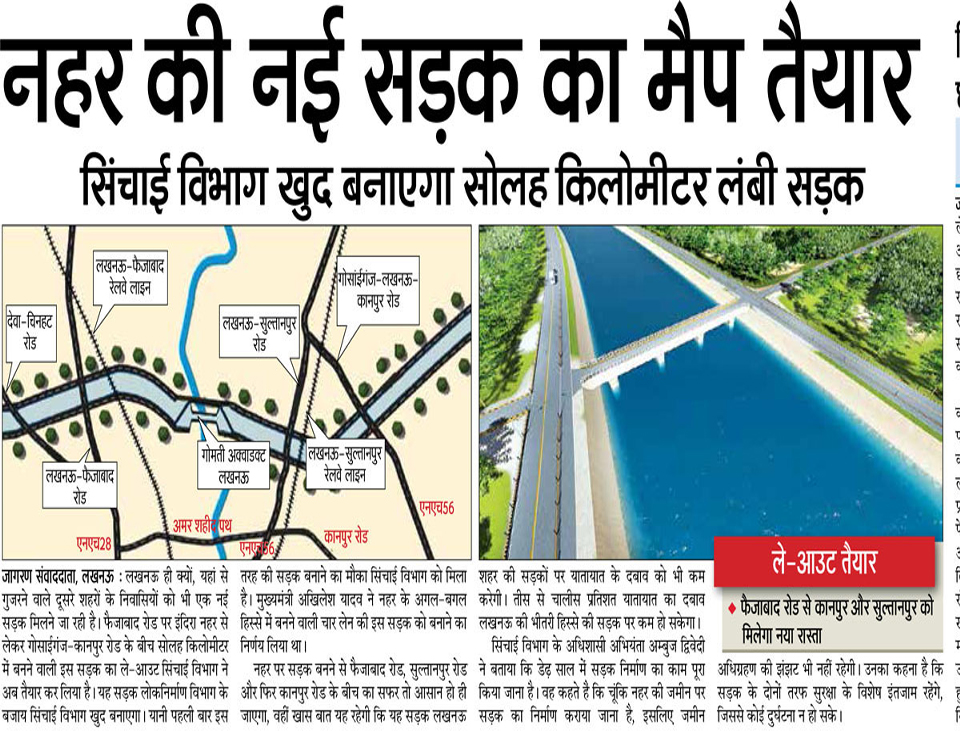 नहर की नई सड़क का मैप तैयार
सिंचाई विभाग खुद बनाएगा सोलह किलोमीटर लंबी सड़क
लखनऊ-फैजाबाद
रेलवे लाइन
गोसांईगंज-लखनऊ-
कानपुर रोड
देवा-चिनहट
रोड
लखनऊ-सुल्तानपुर
रोड
लखनऊ-फैजाबाद
रोड
गोमती अक्वाडक्ट
लखनऊ
लखनऊ-सुल्तानपुर
रेलवे लाइन
एनएच28
अमर शहीद पथ
एनएच56
कानपुर रोड
एनएच56
जागरण संवाददाता, लखनऊ : लखनऊ ही क्यों, यहां से
गुजरने वाले दूसरे शहरों के निवासियों को भी एक नई
सड़क मिलने जा रही है। फैजाबाद रोड पर इंदिरा नहर से
लेकर गोसाईगंज-कानपुर रोड के बीच सोलह किलोमीटर
में बनने वाली इस सड़क का ले-आउट सिंचाई विभाग ने
अब तैयार कर लिया है। यह सड़क लोकनिर्माण विभाग के
बजाय सिंचाई विभाग खुद बनाएगा। यानी पहली बार इस
तरह की सड़क बनाने का मौका सिंचाई विभाग को मिला
है। मुख्यमंत्री अखिलेश यादव ने नहर के अगल-बगल
हिस्से में बनने वाली चार लेन की इस सड़क को बनाने का
निर्णय लिया था।
नहर पर सड़क बनने से फैजाबाद रोड, सुल्तानपुर रोड
और फिर कानपुर रोड के बीच का सफर तो आसान हो ही
जाएगा, वहीं खास बात यह रहेगी कि यह सड़क लखनऊ
शहर की सड़कों पर यातायात के दबाव को भी कम
करेगी। तीस से चालीस प्रतिशत यातायात का दबाव
लखनऊ की भीतरी हिस्से की सड़क पर कम हो सकेगा।
सिंचाई विभाग के अधिशासी अभियंता अम्बुज द्विवेदी
ने बताया कि डेढ़ साल में सड़क निर्माण का काम पूरा
किया जाना है। वह कहते है कि चूंकि नहर की जमीन पर
सड़क का निर्माण कराया जाना है, इसलिए जमीन
ले-आउट तैयार
♦ फैजाबाद रोड से कानपुर और सुल्तानपुर को
मिलेगा नया रास्ता
अधिग्रहण की झंझाट भी नहीं रहेगी। उनका कहना है कि
सड़क के दोनों तरफ सुरक्षा के विशेष इंतजाम रहेंगे,
जिससे कोई दुर्घटना न हो सके।